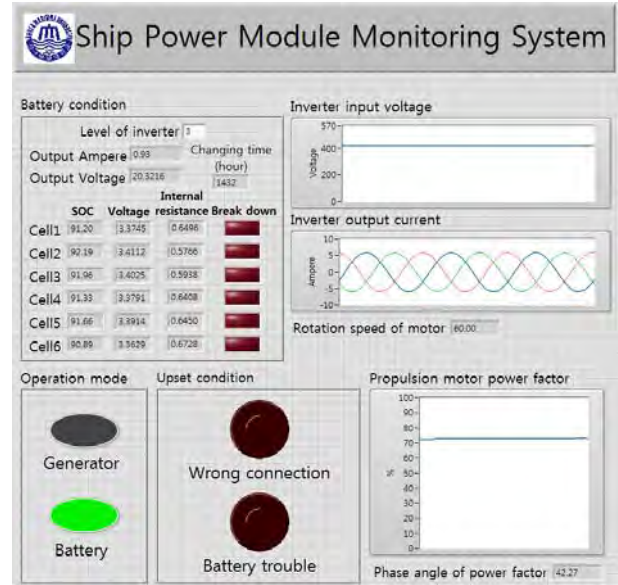 Ship Power Module Monitoring System
Battery condition
Level of inverter 3
Output Ampere 0.93
Changing time
(hour)
1432
Output Voltage 20.3216
SOC Voltage Internal resistance Break down
Cell1 91.20 3.3745 0.6496
Cell2 92.19 3.4112 0.5766
Cell3 91.96 3.4025 0.5938
Cell4 91.33 3.3791 0.6408
Cell5 91.66 3.3914 0.6450
Cell6 90.89 3.3629 0.6728
Inverter input voltage
Voltage
570
400
200
0
Inverter output current
Ampere
10
5
0
-5
-10
Rotation speed of motor 60.00
Operation mode
Generator
Battery
Upset condition
Wrong connection
Battery trouble
Propulsion motor power factor
%
100
90
80
70
60
50
40
30
20
10
0
Phase angle of power factor 42.27